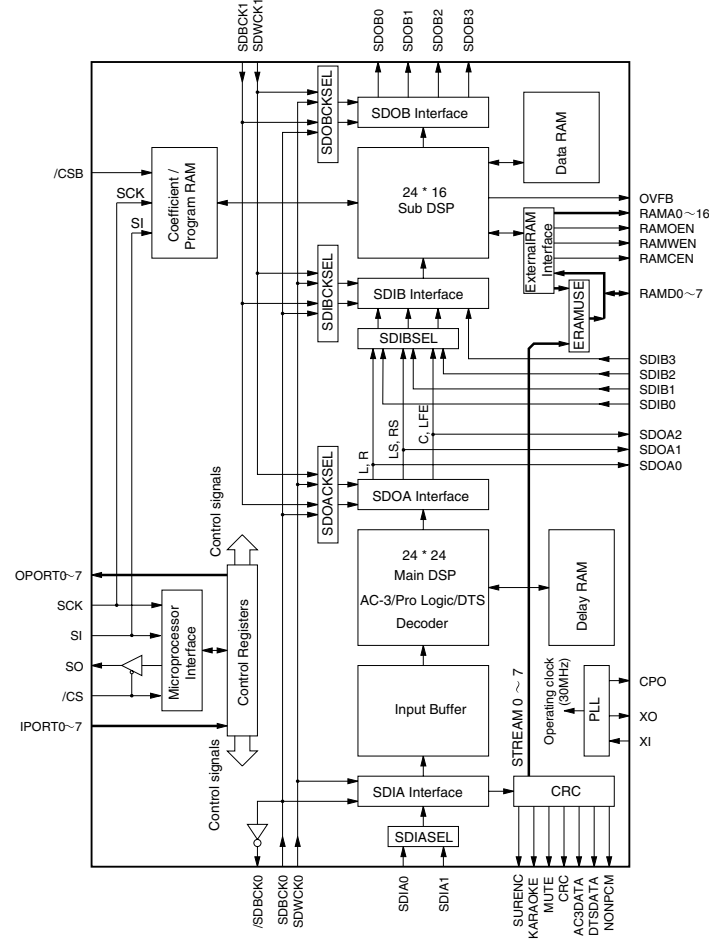 SDBCK1
SDWCK1
SDOB0
SDOB1
SDOB2
SDOB3
SDOBCKSEL
SDOB Interface
Data RAM
/CSB
SCK
SI
Coefficient /
Program RAM
24 * 16
Sub DSP
OVFB
RAMA0～16
RAMOEN
RAMWEN
RAMCEN
ExternalRAM
Interface
SDIBCKSEL
SDIB Interface
ERAMUSE
RAMD0～7
SDIBSEL
SDIB3
SDIB2
SDIB1
SDIB0
L, R
LS, RS
C, LFE
SDOA2
SDOA1
SDOA0
SDOACKSEL
SDOA Interface
Control signals
OPORT0～7
SCK
SI
SO
/CS
IPORT0～7
Microprocessor
Interface
Control Registers
Control signals
24 * 24
Main DSP
AC-3/Pro Logic/DTS
Decoder
Delay RAM
Input Buffer
STREAM 0 ～ 7
Operating clock
(30MHz)
PLL
CPO
XO
XI
SDIA Interface
CRC
SDIASEL
/SDBCK0
SDBCK0
SDWCK0
SDIA0
SDIA1
SURENC
KARAOKE
MUTE
CRC
AC3DATA
DTSDATA
NONPCM